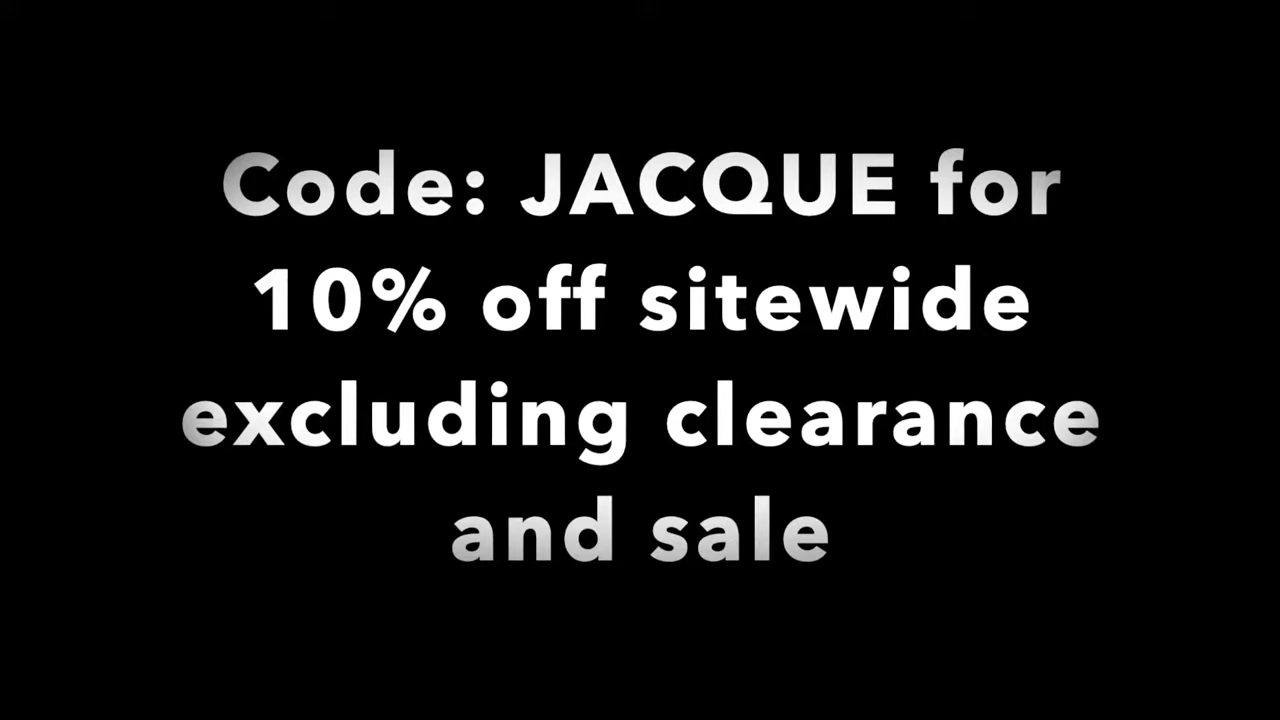 Code: JACQUE for
10% off sitewide
excluding clearance
and sale